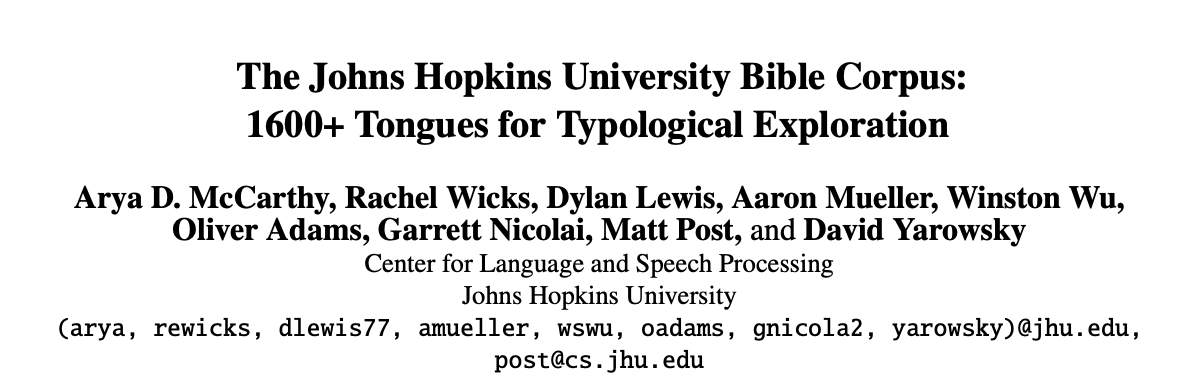 The Johns Hopkins University Bible Corpus:
1600+ Tongues for Typological Exploration
Arya D. McCarthy, Rachel Wicks, Dylan Lewis, Aaron Mueller, Winston Wu,
Oliver Adams, Garrett Nicolai, Matt Post, and David Yarowsky
Center for Language and Speech Processing
Johns Hopkins University
(arya, rewicks, dlewis77, amueller, wswu, oadams, gnicola2, yarowsky)@jhu.edu,
post@cs.jhu.edu